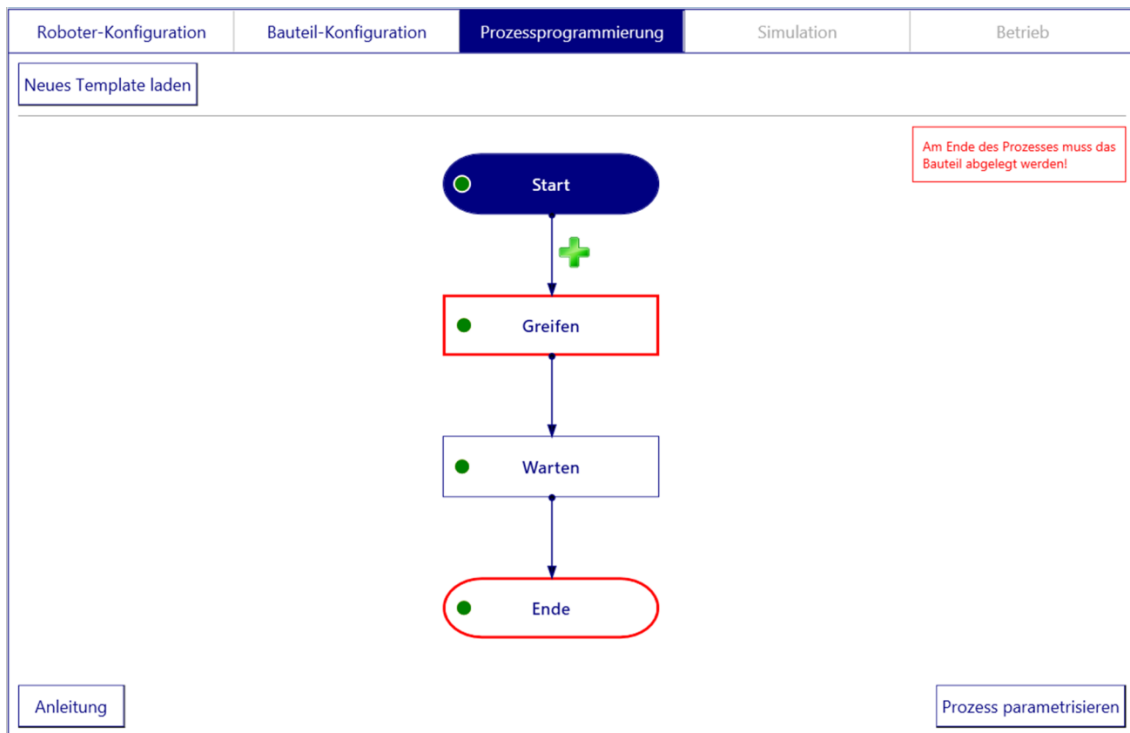 Roboter-Konfiguration
Bauteil-Konfiguration
Prozessprogrammierung
Simulation
Betrieb
Neues Template laden
Am Ende des Prozesses muss das
Bauteil abgelegt werden!
Start
Greifen
Warten
Ende
Anleitung
Prozess parametrisieren